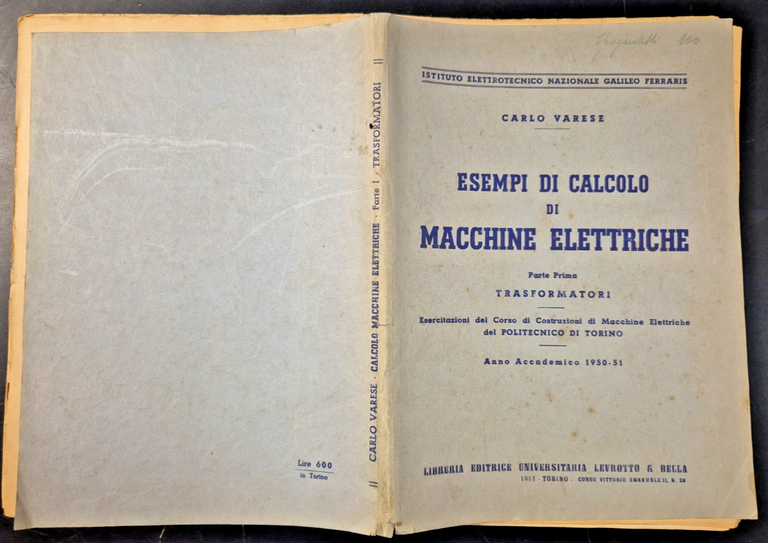 100
ISTITUTO ELETTROTECNICO NAZIONALE GALILEO FERRARIS
CARLO VARESE
ESEMPI DI CALCOLO
DI
MACCHINE ELETTRICHE
Parte Prima
TRASFORMATORI
Esercitazioni del Corso di Costruzioni di Macchine Elettriche
del POLITECNICO DI TORINO
Anno Accademico 1950-51
LIBRERIA EDITRICE UNIVERSITARIA LEVROTTO & BELLA
1951 - TORINO - CORSO VITTORIO EMANUELE II, N. 28
CARLO VARESE - CALCOLO MACCHINE ELETTRICHE - Parte I, TRASFORMATORI
Lire 600
in Torino